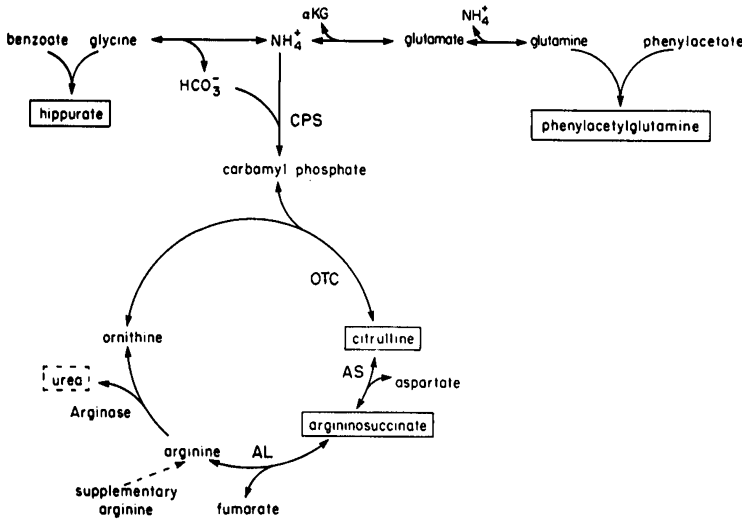 benzoate glycine NH₄⁺ αKG glutamate NH₄⁺ glutamine phenylacetate
HCO₃⁻
hippurate
CPS
phenylacetylglutamine
carbamyl phosphate
OTC
ornithine
citrulline
urea
AS
aspartate
Arginase
argininosuccinate
arginine
AL
supplementary
arginine
fumarate